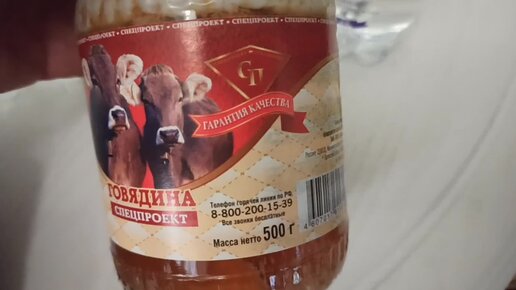 СПЕЦПРОЕКТ • СПЕЦПРОЕКТ • СПЕЦПРОЕКТ
СП
ГАРАНТИЯ КАЧЕСТВА
ГОВЯДИНА
СПЕЦПРОЕКТ
Телефон горячей линии по РФ:
8-800-200-15-39
*Все звонки бесплатные
Масса нетто 500 г